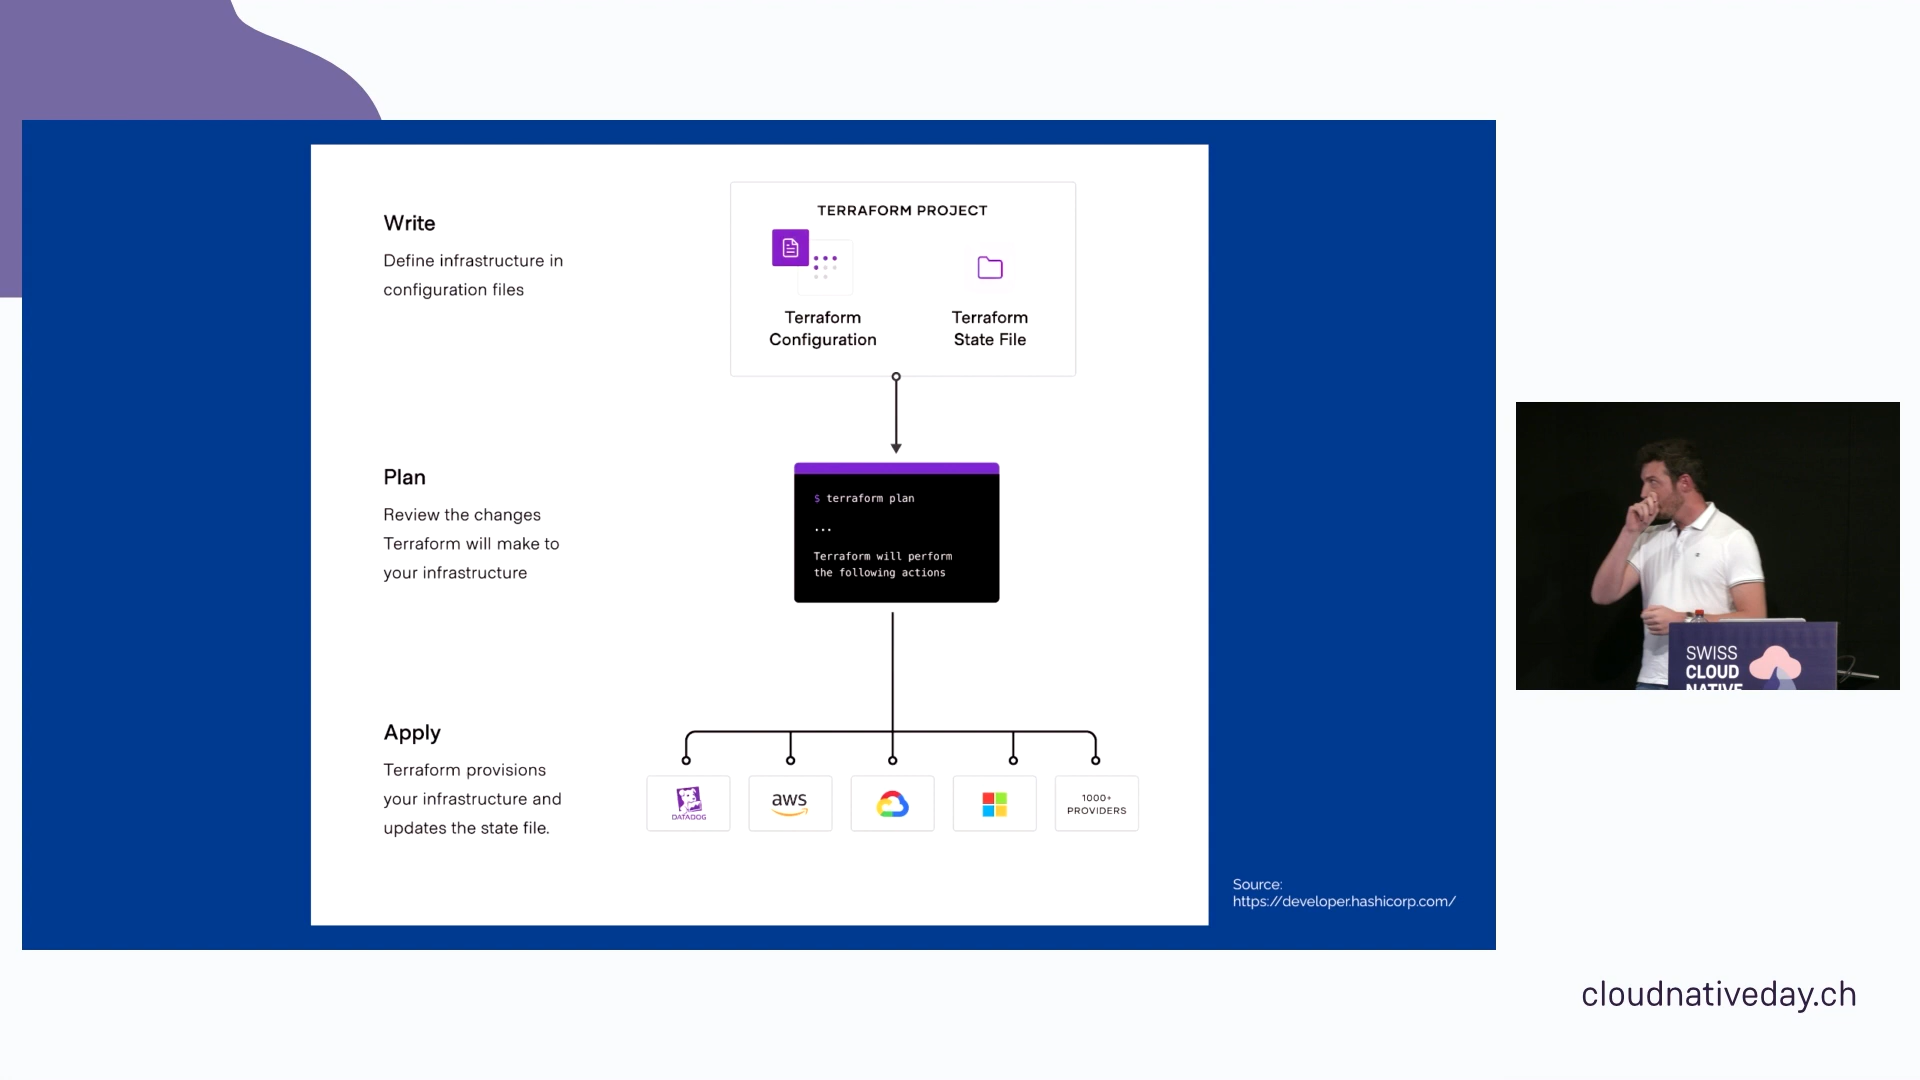 Write
Define infrastructure in
configuration files
TERRAFORM PROJECT
Terraform
Configuration
Terraform
State File
Plan
Review the changes
Terraform will make to
your infrastructure
$ terraform plan
...
Terraform will perform
the following actions
Apply
Terraform provisions
your infrastructure and
updates the state file.
DATADOG
aws
1000+
PROVIDERS
Source:
https://developer.hashicorp.com/
SWISS
CLOUD
NATIVE
cloudnativeday.ch